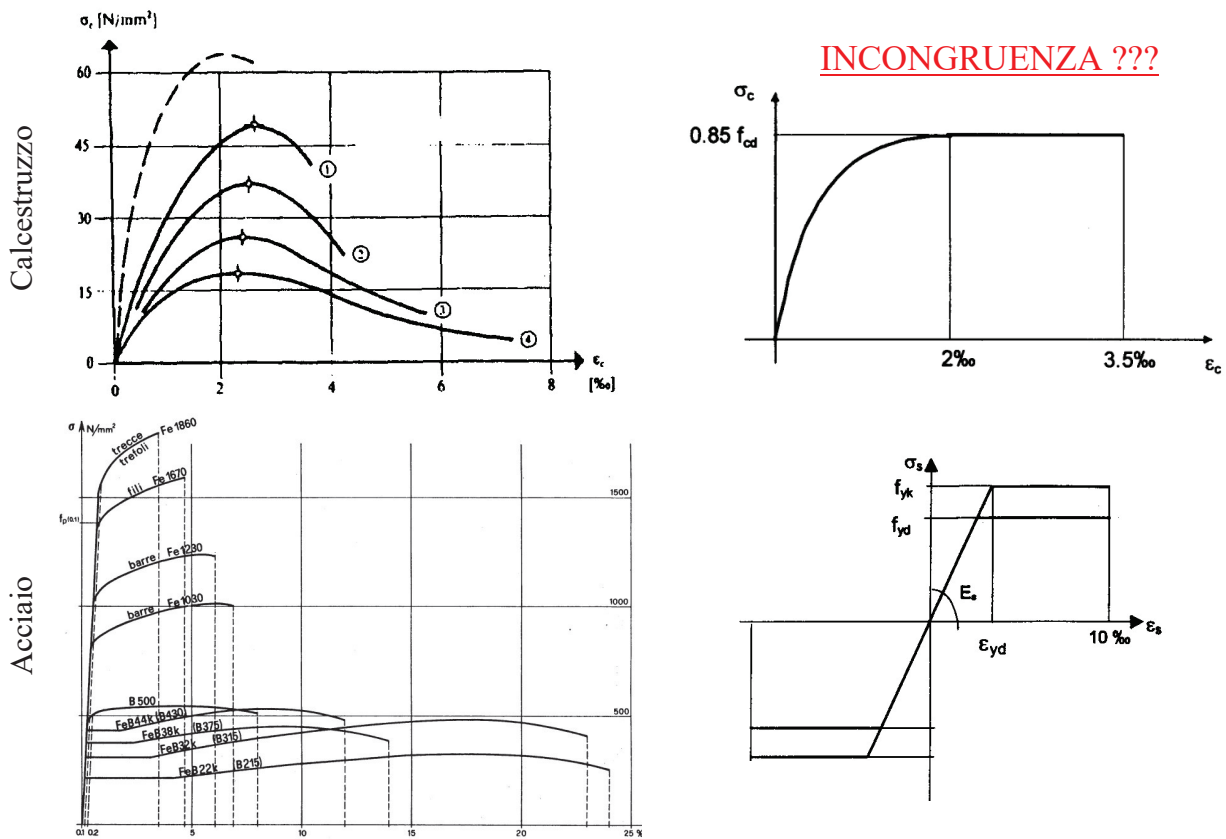 σc [N/mm²]
60
45
30
15
0
0
2
4
6
8
εc
[‰]
①
②
③
④
Calcestruzzo
INCONGRUENZA ???
σc
0.85 fcd
2‰
3.5‰
εc
Acciaio
σ N/mm²
trecce Fe 1860
trefoli
fili Fe 1670
1500
fp(0.1)
barre Fe 1230
barre Fe 1030
1000
B 500
500
FeB44k (B430)
FeB38k (B375)
FeB32k (B315)
FeB22k (B215)
0.1 0.2 5 10 15 20 25 %
σs
fyk
fyd
Es
εyd
10 ‰
εs